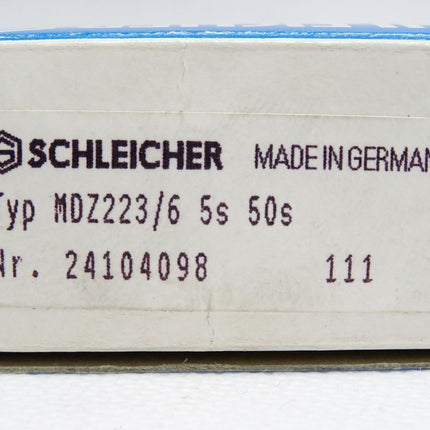 SCHLEICHER MADE IN GERMAN
Typ MDZ223/6 5s 50s
Nr. 24104098 111